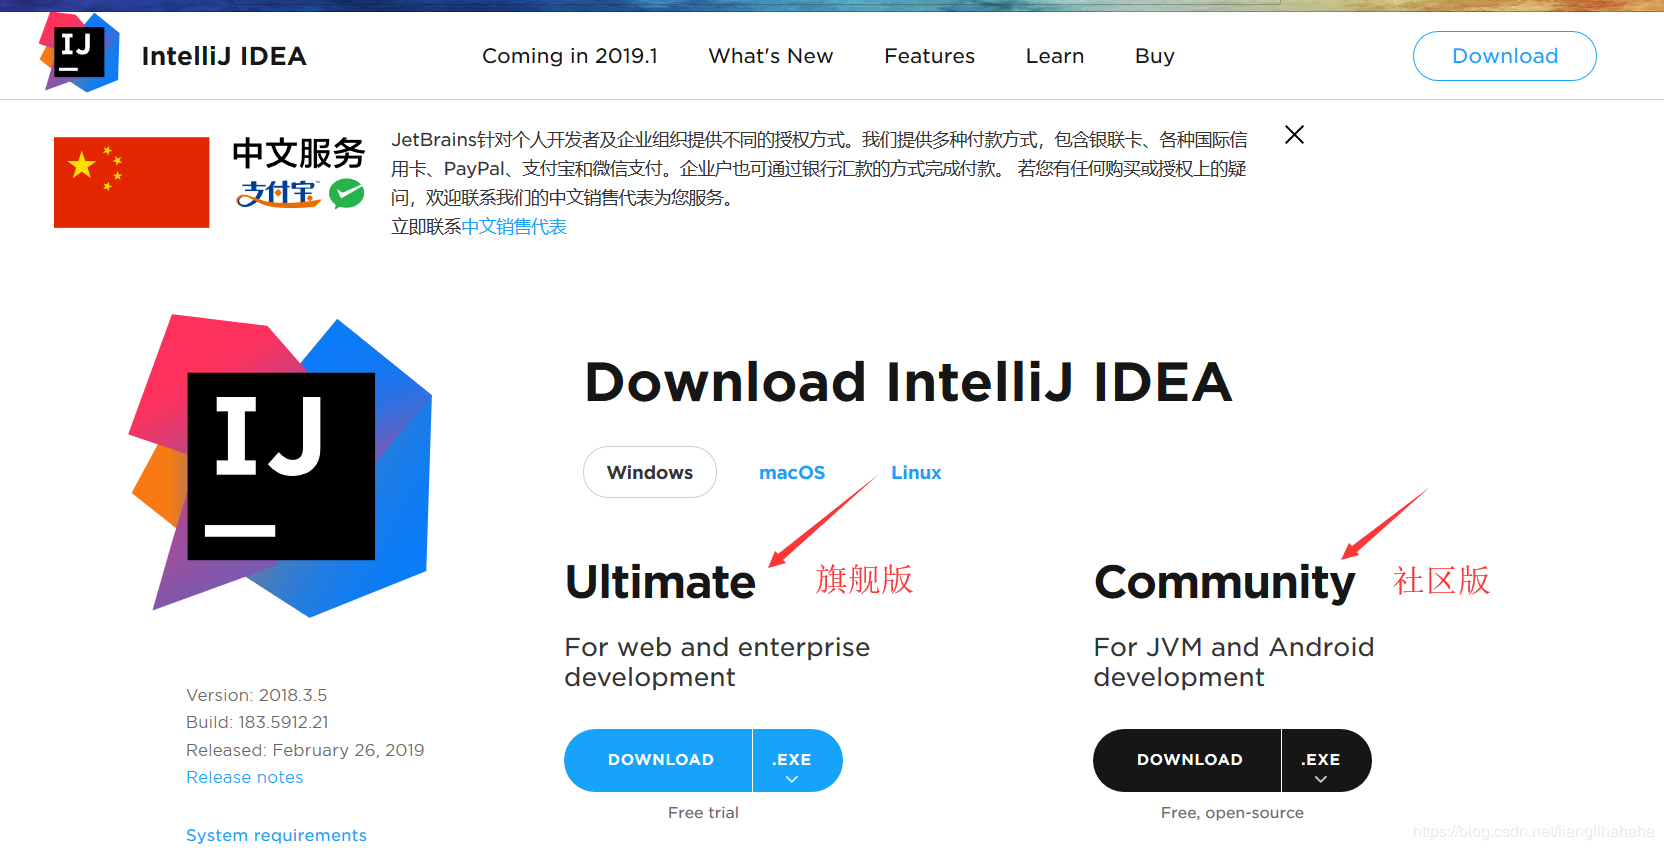 IJ
IntelliJ IDEA
Coming in 2019.1
What's New
Features
Learn
Buy
Download
中文服务
支付宝
JetBrains针对个人开发者及企业组织提供不同的授权方式。我们提供多种付款方式，包含银联卡、各种国际信
用卡、PayPal、支付宝和微信支付。企业户也可通过银行汇款的方式完成付款。 若您有任何购买或授权上的疑
问，欢迎联系我们的中文销售代表为您服务。
立即联系中文销售代表
IJ
Download IntelliJ IDEA
Windows
macOS
Linux
Ultimate
旗舰版
Community
社区版
For web and enterprise
development
For JVM and Android
development
Version: 2018.3.5
Build: 183.5912.21
Released: February 26, 2019
Release notes
System requirements
DOWNLOAD
.EXE
Free trial
DOWNLOAD
.EXE
Free, open-source
https://blog.csdn.net/liangllhahaha